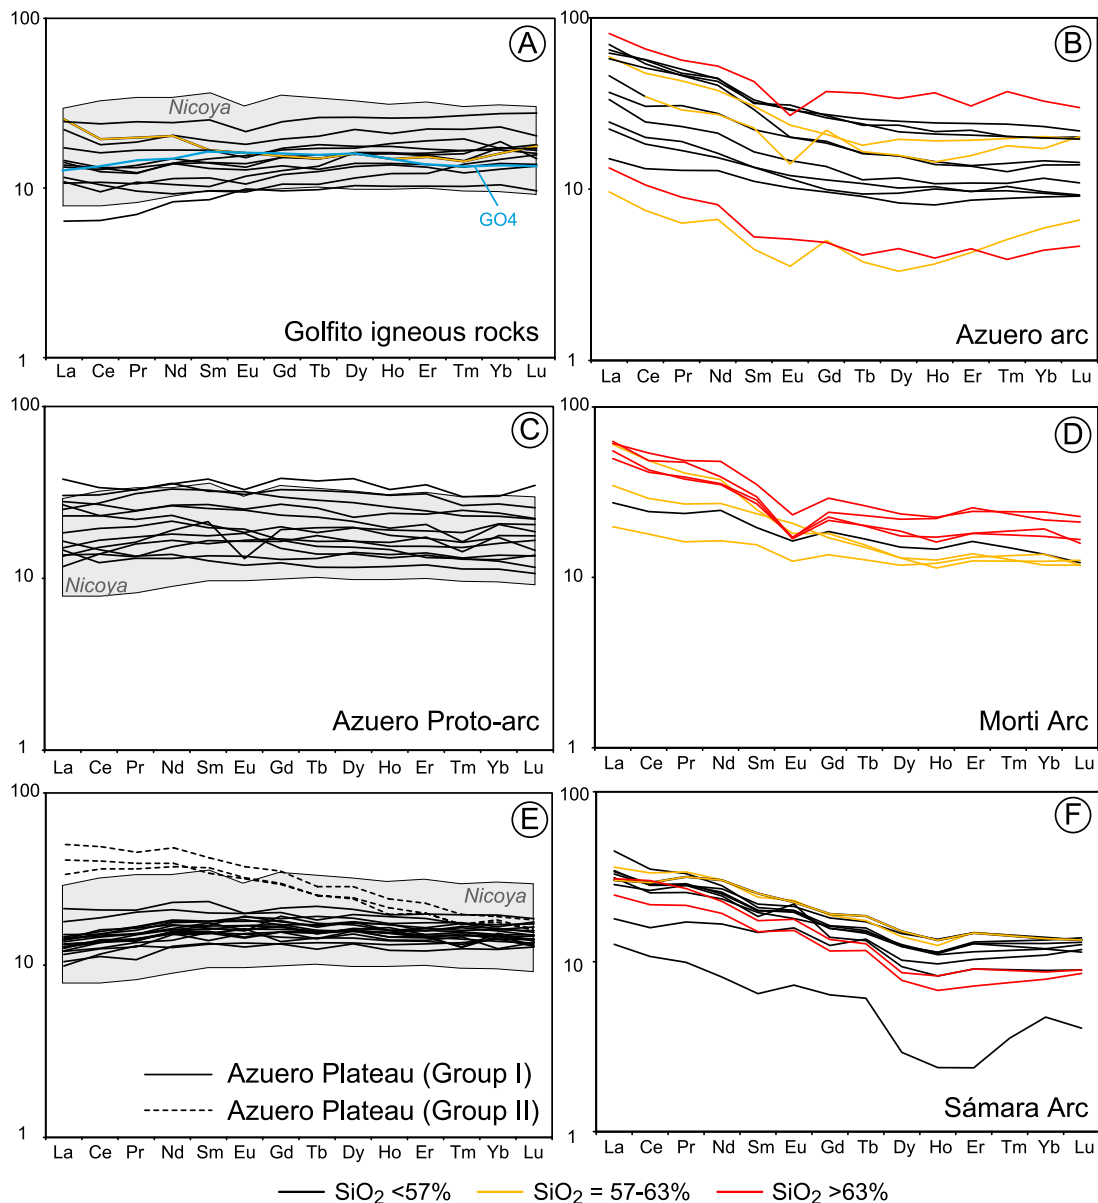 100
A
Nicoya
10
GO4
Golfito igneous rocks
1
La Ce Pr Nd Sm Eu Gd Tb Dy Ho Er Tm Yb Lu
100
B
10
Azuero arc
1
La Ce Pr Nd Sm Eu Gd Tb Dy Ho Er Tm Yb Lu
100
C
10
Nicoya
Azuero Proto-arc
1
La Ce Pr Nd Sm Eu Gd Tb Dy Ho Er Tm Yb Lu
100
D
10
Morti Arc
1
La Ce Pr Nd Sm Eu Gd Tb Dy Ho Er Tm Yb Lu
100
E
Nicoya
10
Azuero Plateau (Group I)
Azuero Plateau (Group II)
1
La Ce Pr Nd Sm Eu Gd Tb Dy Ho Er Tm Yb Lu
100
F
10
Sámara Arc
1
La Ce Pr Nd Sm Eu Gd Tb Dy Ho Er Tm Yb Lu
SiO₂ <57% SiO₂ = 57-63% SiO₂ >63%